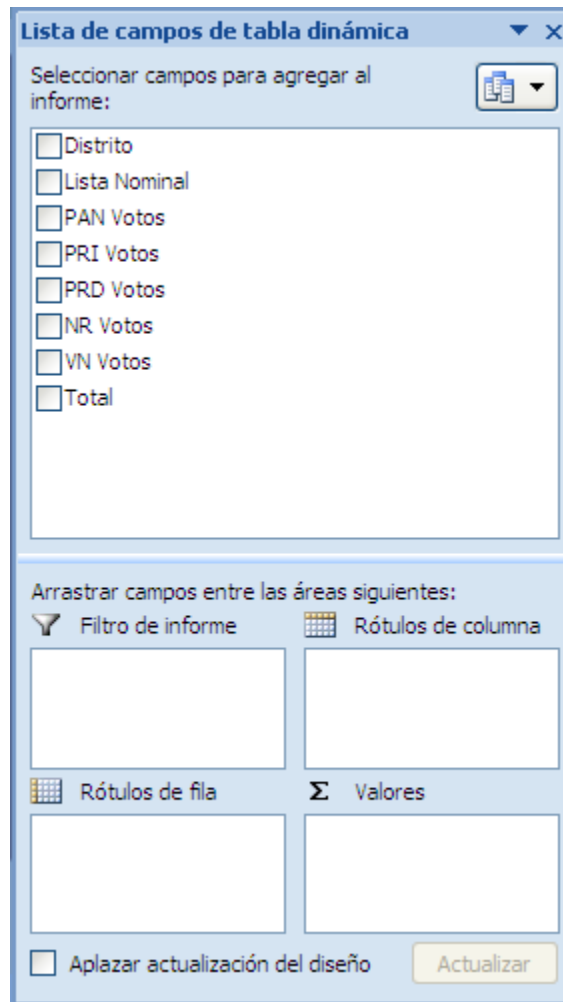 Lista de campos de tabla dinámica
Seleccionar campos para agregar al
informe:
Distrito
Lista Nominal
PAN Votos
PRI Votos
PRD Votos
NR Votos
VN Votos
Total
Arrastrar campos entre las áreas siguientes:
Filtro de informe
Rótulos de columna
Rótulos de fila
Σ Valores
Aplazar actualización del diseño
Actualizar